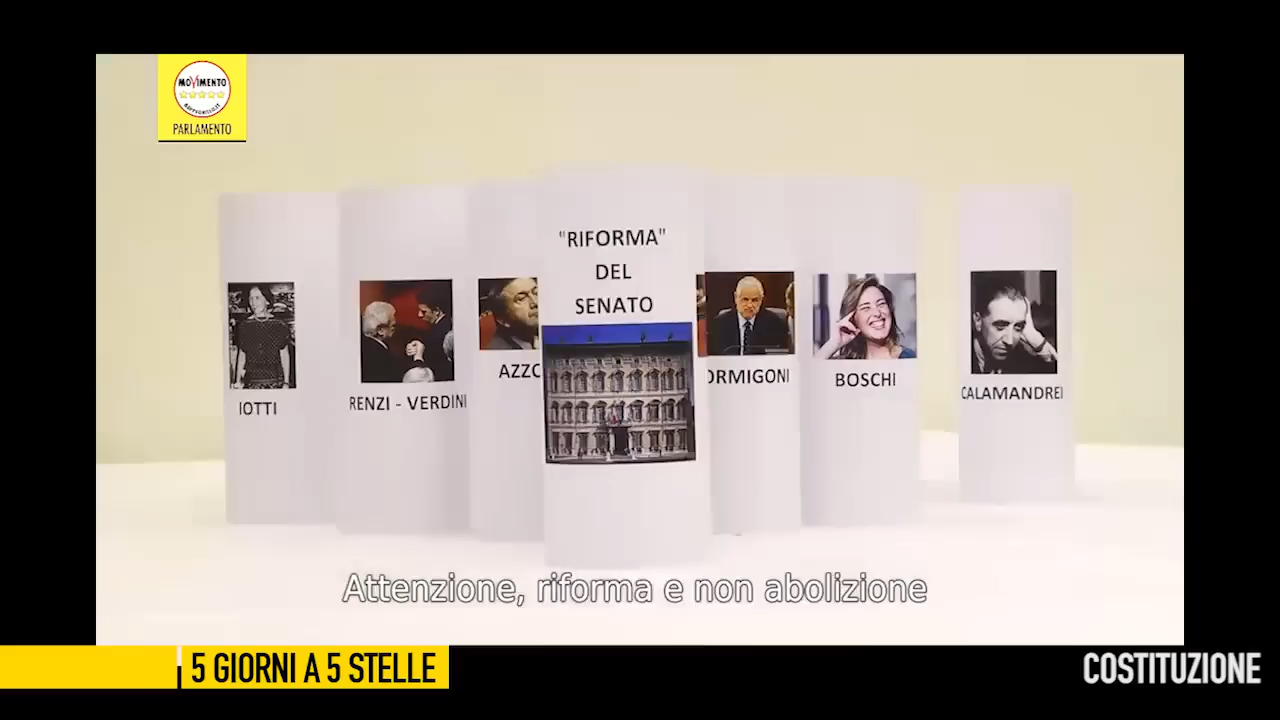 MOVIMENTO
PARLAMENTO
"RIFORMA"
DEL
SENATO
IOTTI
RENZI - VERDINI
AZZO
ORMIGONI
BOSCHI
CALAMANDREI
Attenzione, riforma e non abolizione
5 GIORNI A 5 STELLE
COSTITUZIONE